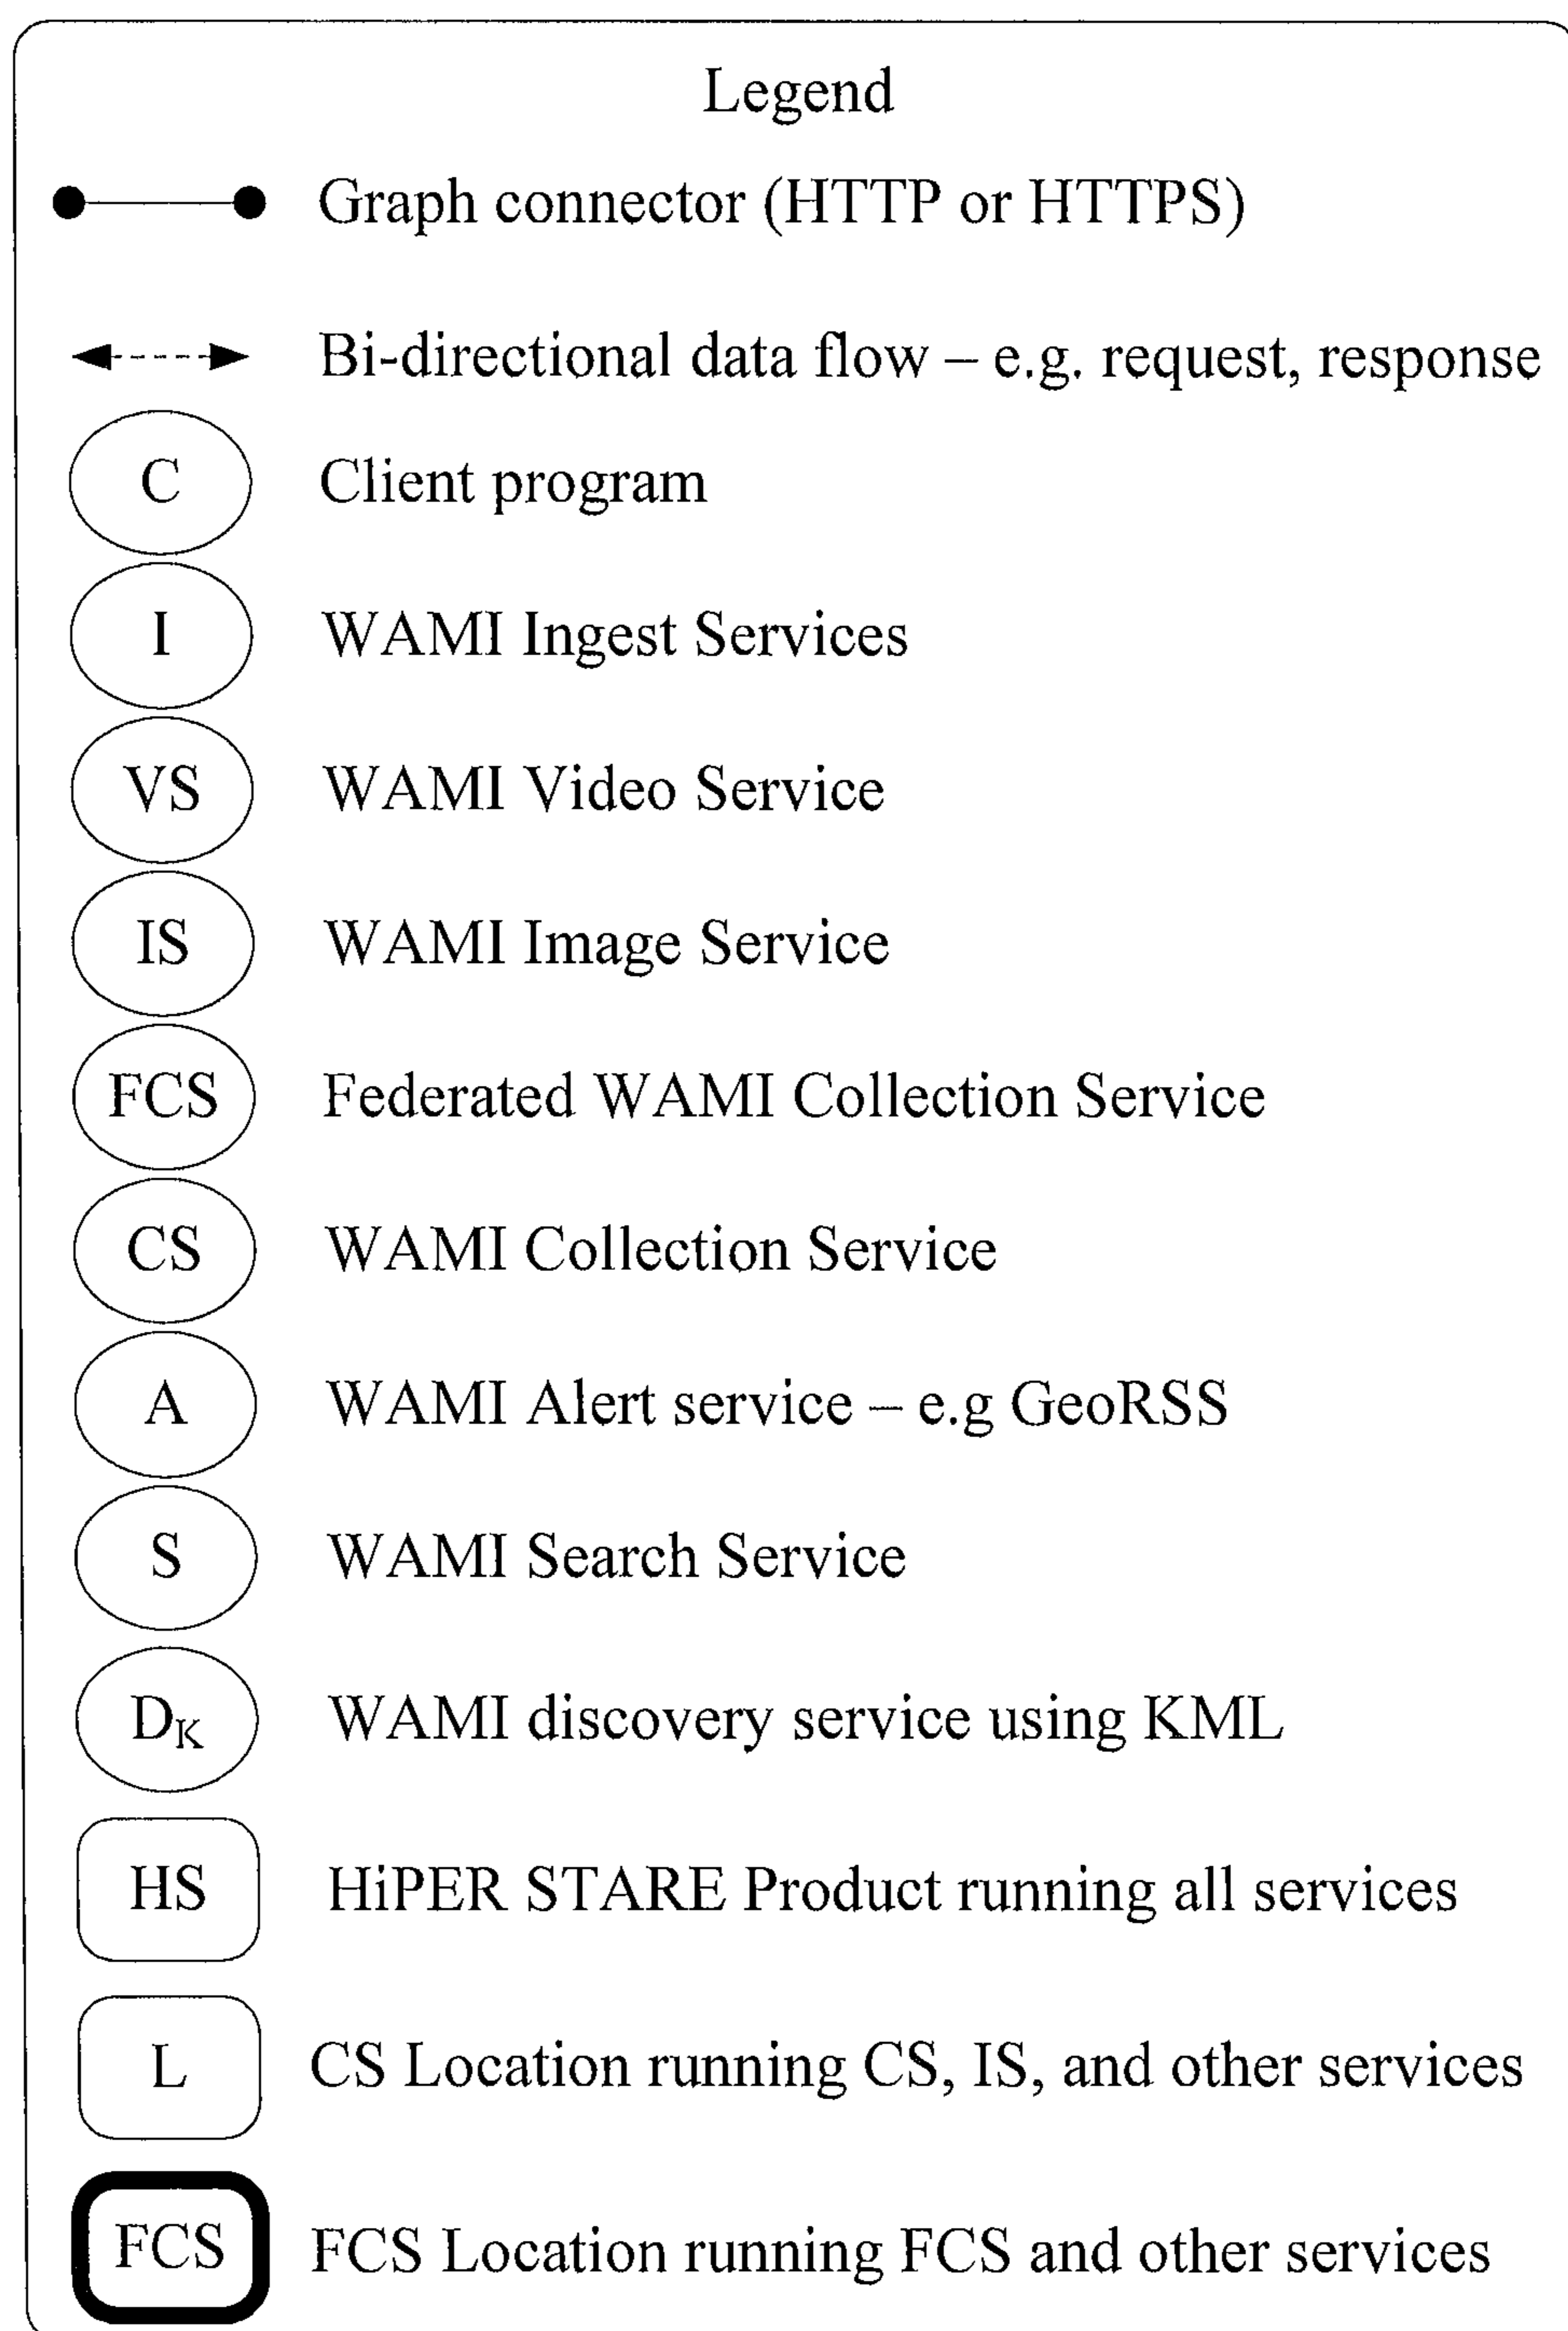 Legend
Graph connector (HTTP or HTTPS)
Bi-directional data flow – e.g. request, response
C Client program
I WAMI Ingest Services
VS WAMI Video Service
IS WAMI Image Service
FCS Federated WAMI Collection Service
CS WAMI Collection Service
A WAMI Alert service – e.g GeoRSS
S WAMI Search Service
DK WAMI discovery service using KML
HS HiPER STARE Product running all services
L CS Location running CS, IS, and other services
FCS FCS Location running FCS and other services